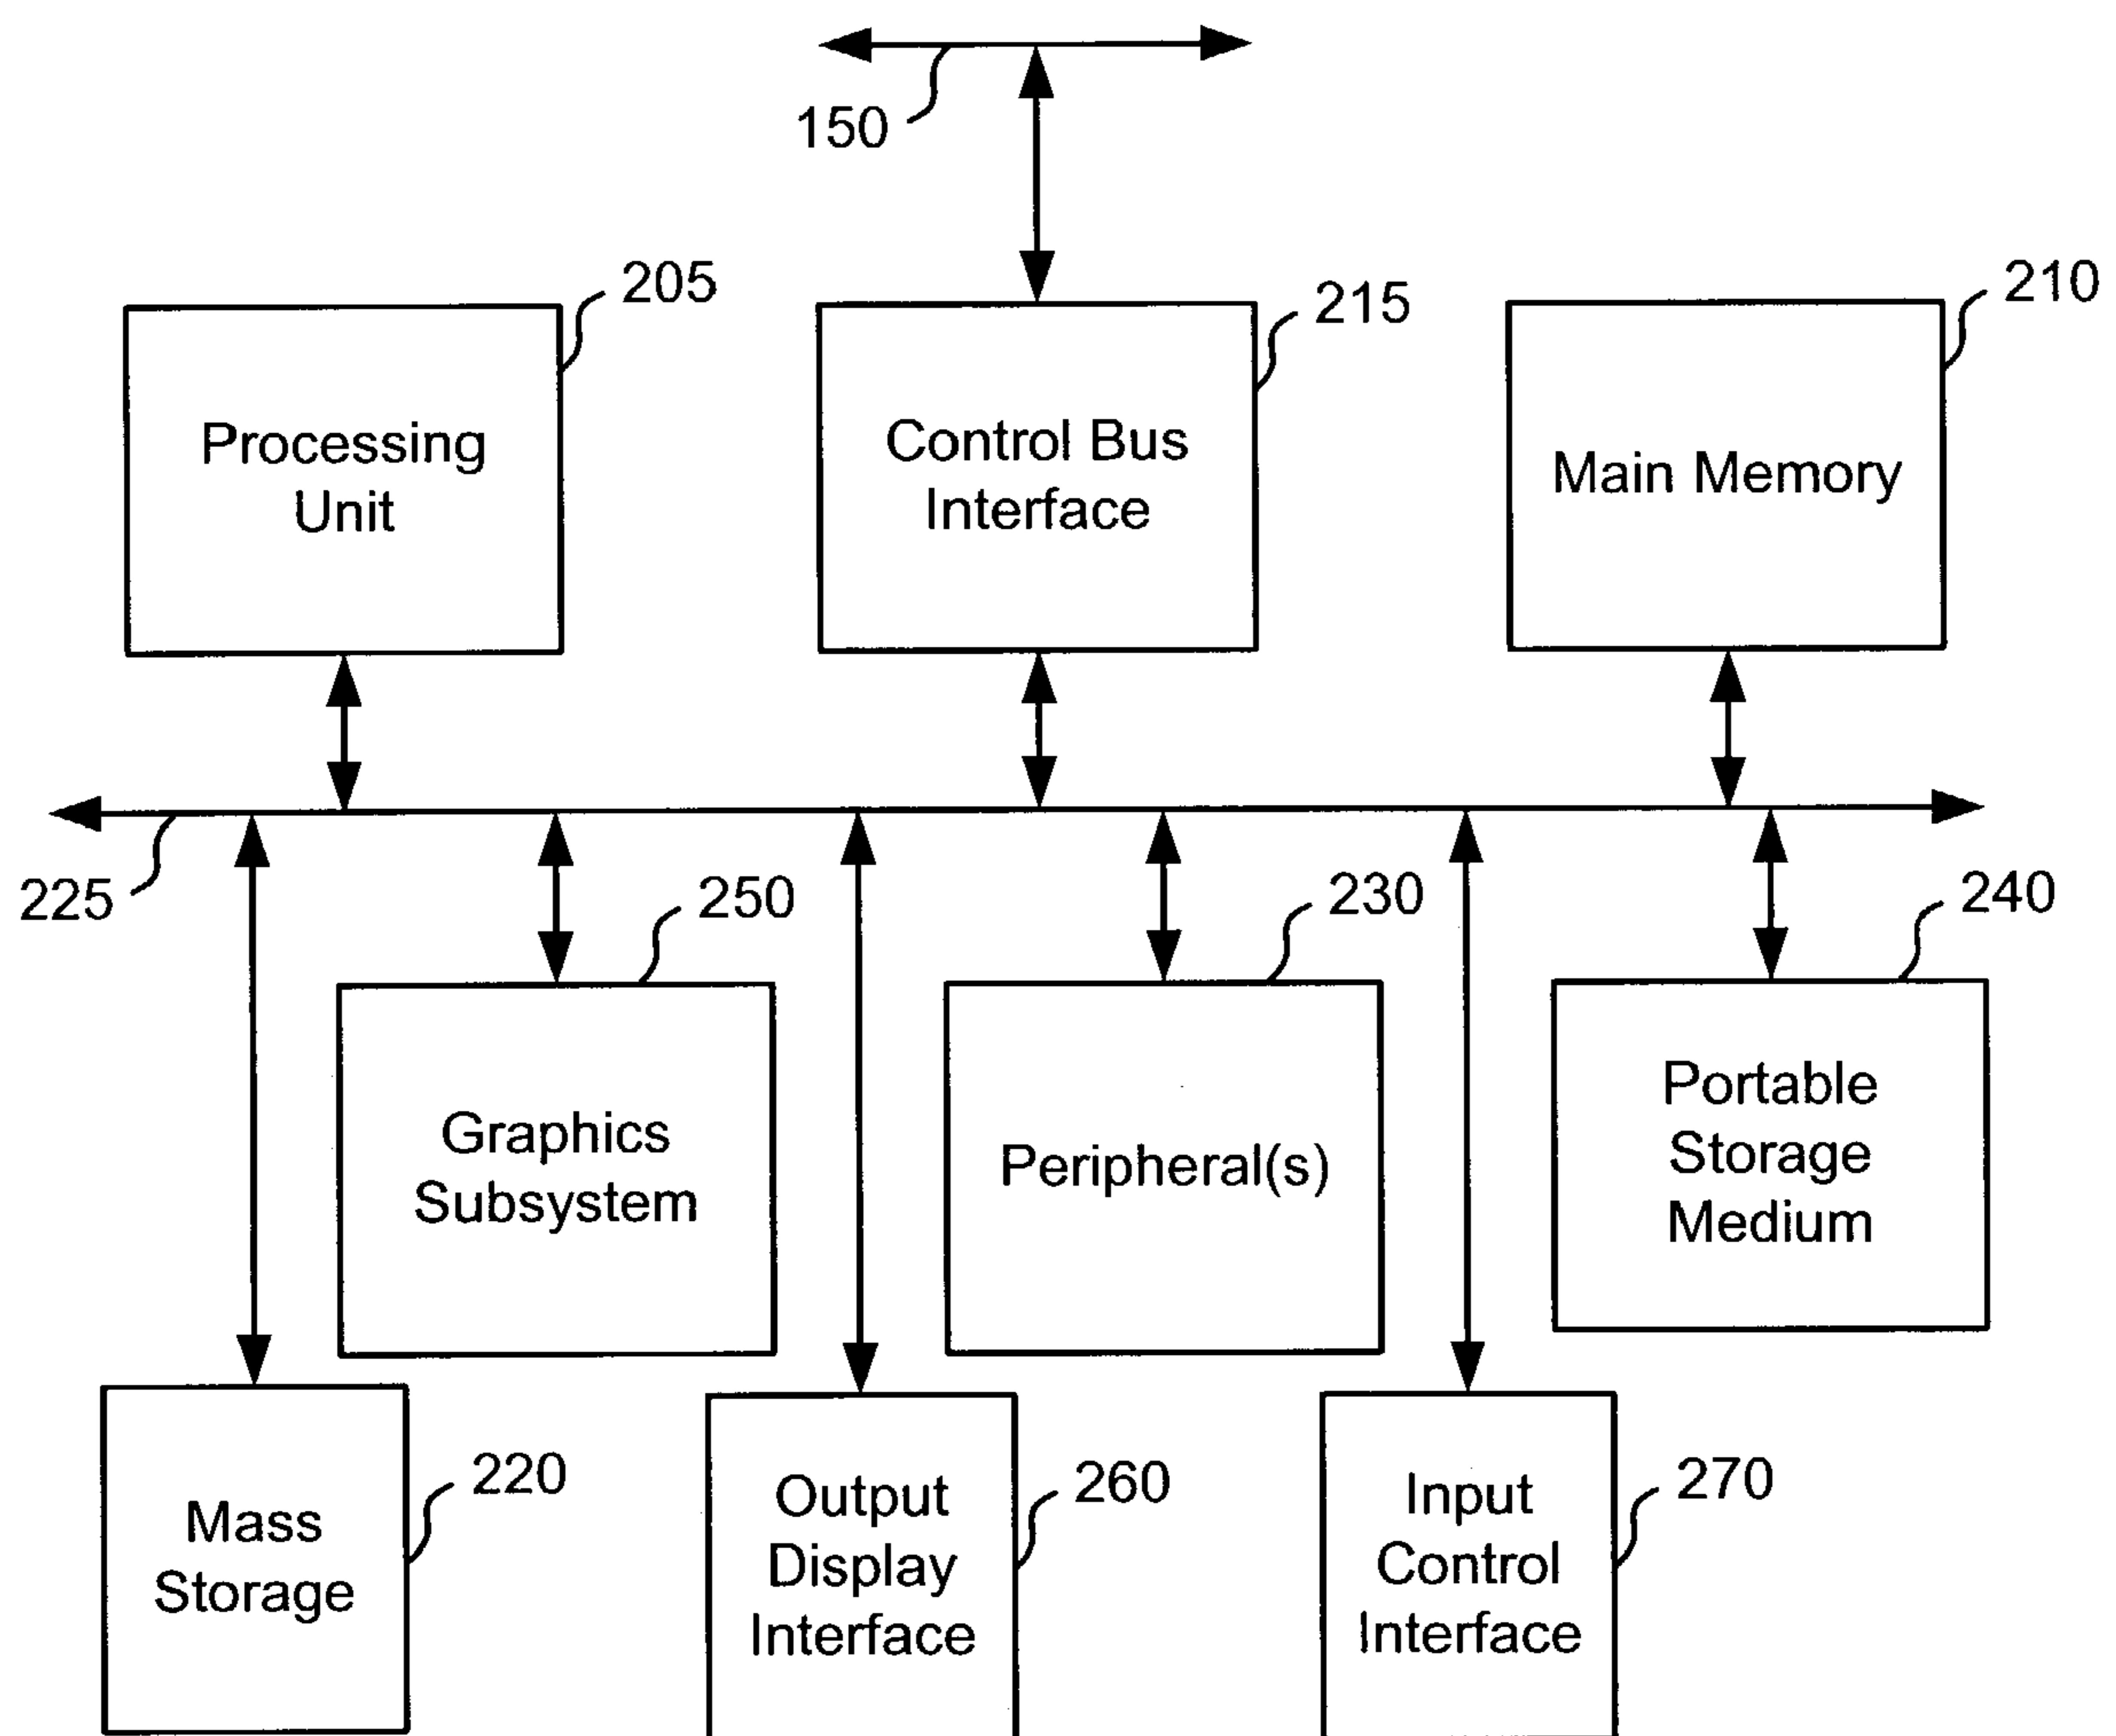 150
205
215
210
Processing
Unit
Control Bus
Interface
Main Memory
225
250
230
240
Graphics
Subsystem
Peripheral(s)
Portable
Storage
Medium
220
260
270
Mass
Storage
Output
Display
Interface
Input
Control
Interface